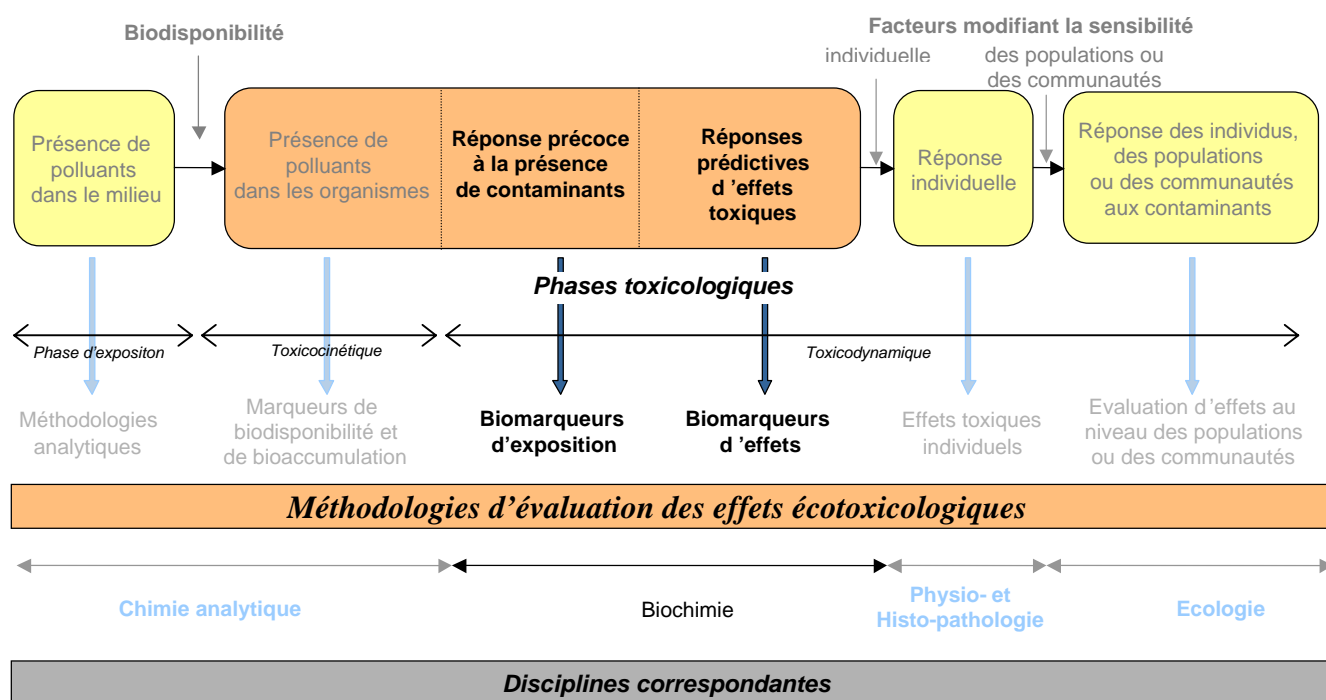 Biodisponibilité
Facteurs modifiant la sensibilité
individuelle
des populations ou
des communautés
Présence de
polluants
dans le milieu
Présence de
polluants
dans les organismes
Réponse précoce
à la présence
de contaminants
Réponses
prédictives
d ’effets
toxiques
Réponse
individuelle
Réponse des individus,
des populations
ou des communautés
aux contaminants
Phases toxicologiques
Phase d’expositon
Toxicocinétique
Toxicodynamique
Méthodologies
analytiques
Marqueurs de
biodisponibilité et
de bioaccumulation
Biomarqueurs
d’exposition
Biomarqueurs
d ’effets
Effets toxiques
individuels
Evaluation d’effets au
niveau des populations
ou des communautés
Méthodologies d’évaluation des effets écotoxicologiques
Chimie analytique
Biochimie
Physio- et
Histo-pathologie
Ecologie
Disciplines correspondantes